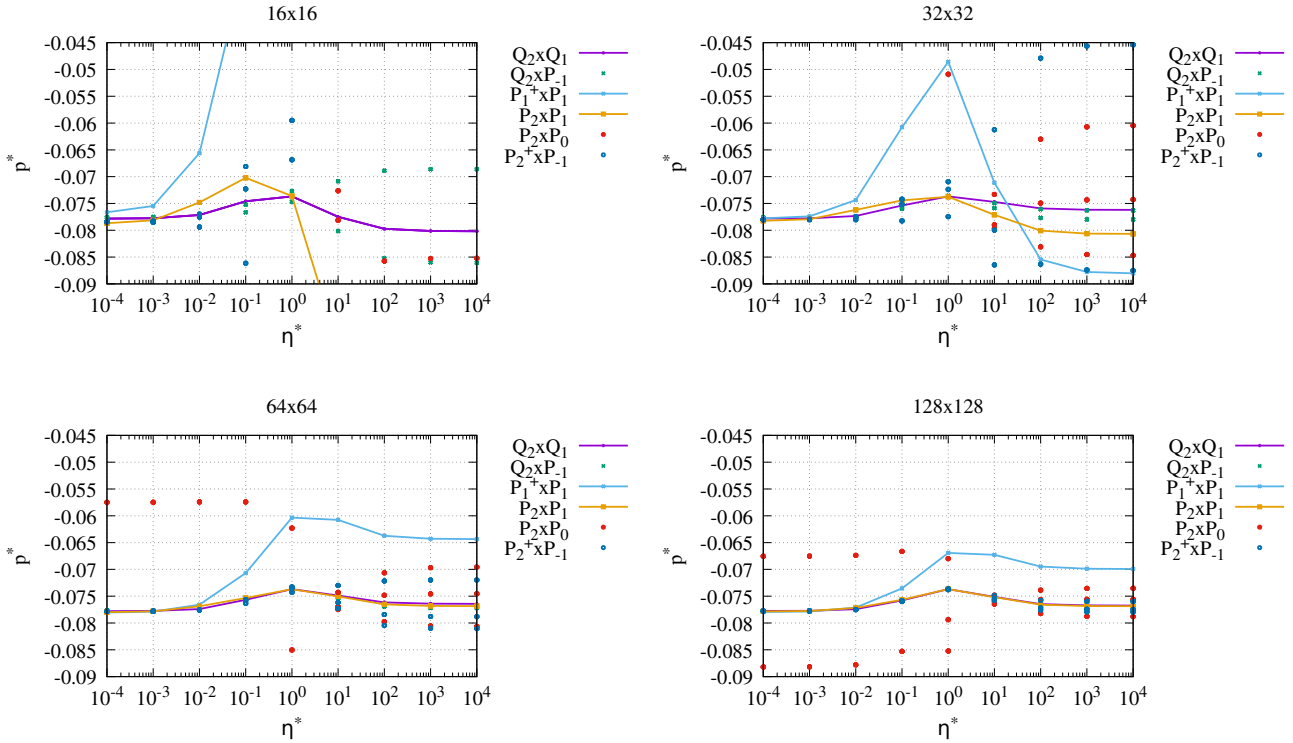 16x16
-0.045
-0.05
-0.055
-0.06
-0.065
-0.07
-0.075
-0.08
-0.085
-0.09
p*
10^-4 10^-3 10^-2 10^-1 10^0 10^1 10^2 10^3 10^4
η*
Q2xQ1
Q2xP-1
P1+xP1
P2xP1
P2xP0
P2+xP-1
32x32
-0.045
-0.05
-0.055
-0.06
-0.065
-0.07
-0.075
-0.08
-0.085
-0.09
p*
10^-4 10^-3 10^-2 10^-1 10^0 10^1 10^2 10^3 10^4
η*
Q2xQ1
Q2xP-1
P1+xP1
P2xP1
P2xP0
P2+xP-1
64x64
-0.045
-0.05
-0.055
-0.06
-0.065
-0.07
-0.075
-0.08
-0.085
-0.09
p*
10^-4 10^-3 10^-2 10^-1 10^0 10^1 10^2 10^3 10^4
η*
Q2xQ1
Q2xP-1
P1+xP1
P2xP1
P2xP0
P2+xP-1
128x128
-0.045
-0.05
-0.055
-0.06
-0.065
-0.07
-0.075
-0.08
-0.085
-0.09
p*
10^-4 10^-3 10^-2 10^-1 10^0 10^1 10^2 10^3 10^4
η*
Q2xQ1
Q2xP-1
P1+xP1
P2xP1
P2xP0
P2+xP-1